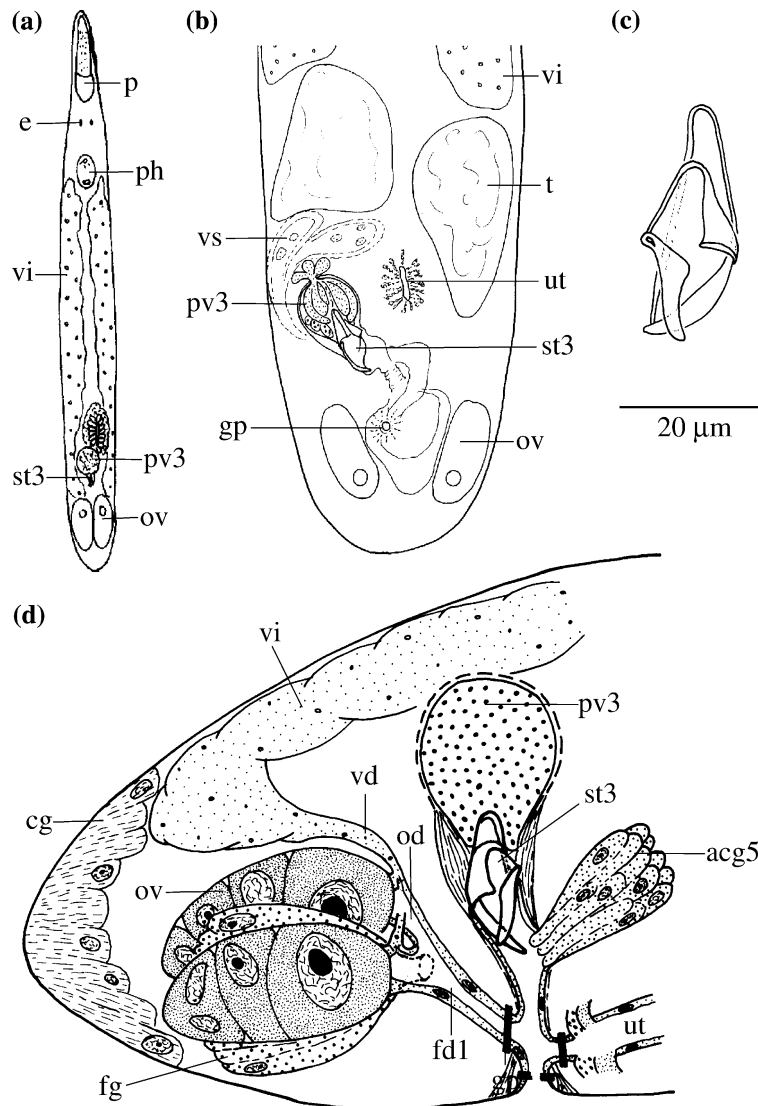 (a)
p
e
ph
vi
pv3
st3
ov
(b)
vi
t
vs
ut
pv3
st3
gp
ov
(c)
20 µm
(d)
vi
pv3
vd
st3
cg
od
acg5
ov
ut
fd1
fg
gp